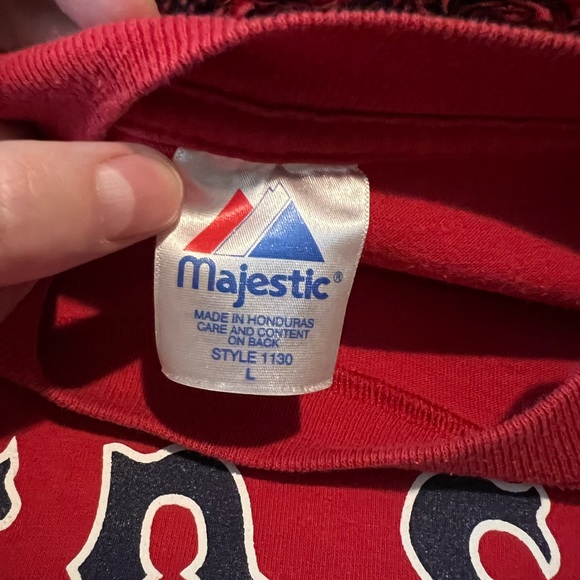 majestic®
MADE IN HONDURAS
CARE AND CONTENT
ON BACK
STYLE 1130
L